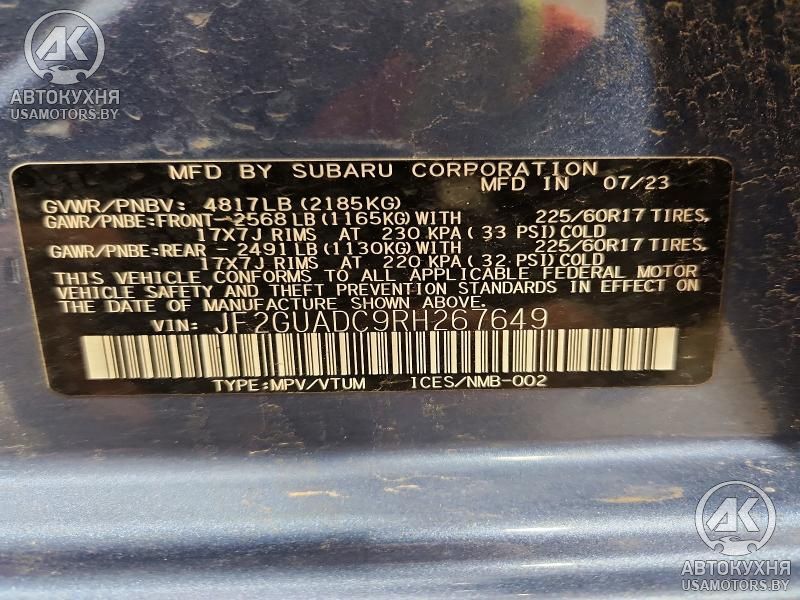 AK
АВТОКУХНЯ
USAMOTORS.BY
MFD BY SUBARU CORPORATION
MFD IN 07/23
GVWR/PNBV: 4817LB(2185KG)
GAWR/PNBE:FRONT-2568LB(1165KG)WITH 225/60R17 TIRES,
17X7J RIMS AT 230 KPA( 33 PSI)COLD
GAWR/PNBE:REAR -2491LB(1130KG)WITH 225/60R17 TIRES,
17X7J RIMS AT 220 KPA( 32 PSI)COLD
THIS VEHICLE CONFORMS TO ALL APPLICABLE FEDERAL MOTOR
VEHICLE SAFETY AND THEFT PREVENTION STANDARDS IN EFFECT ON
THE DATE OF MANUFACTURE SHOWN ABOVE.
VIN: JF2GUADC9RH267649
TYPE:MPV/VTUM ICES/NMB-002
AK
АВТОКУХНЯ
USAMOTORS.BY